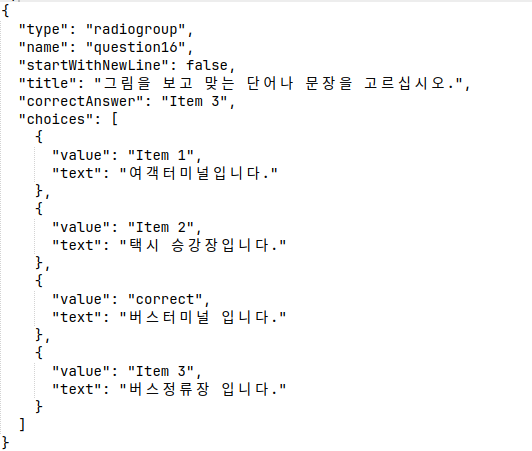 {
  "type": "radiogroup",
  "name": "question16",
  "startWithNewLine": false,
  "title": "그림을 보고 맞는 단어나 문장을 고르십시오.",
  "correctAnswer": "Item 3",
  "choices": [
    {
      "value": "Item 1",
      "text": "여객터미널입니다."
    },
    {
      "value": "Item 2",
      "text": "택시 승강장입니다."
    },
    {
      "value": "correct",
      "text": "버스터미널 입니다."
    },
    {
      "value": "Item 3",
      "text": "버스정류장 입니다."
    }
  ]
}